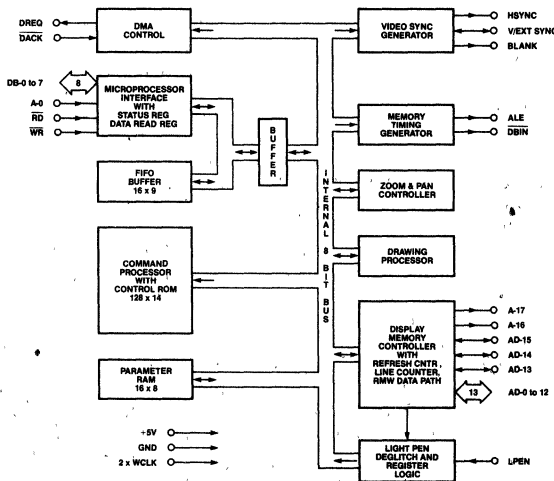 DREQ
DACK
DMA
CONTROL
VIDEO SYNC
GENERATOR
HSYNC
V/EXT SYNC
BLANK
DB-0 to 7
8
A-0
RD
WR
MICROPROCESSOR
INTERFACE
WITH
STATUS REG
DATA READ REG
BUFFER
MEMORY
TIMING
GENERATOR
ALE
DBIN
FIFO
BUFFER
16 x 9
INTERNAL 8 BIT BUS
ZOOM & PAN
CONTROLLER
DRAWING
PROCESSOR
COMMAND
PROCESSOR
WITH
CONTROL ROM
128 x 14
DISPLAY
MEMORY
CONTROLLER
WITH
REFRESH CNTR,
LINE COUNTER,
RMW DATA PATH
A-17
A-16
AD-15
AD-14
AD-13
13
AD-0 to 12
PARAMETER
RAM
16 x 8
+5V
GND
2 x WCLK
LIGHT PEN
DEGLITCH AND
REGISTER
LOGIC
LPEN